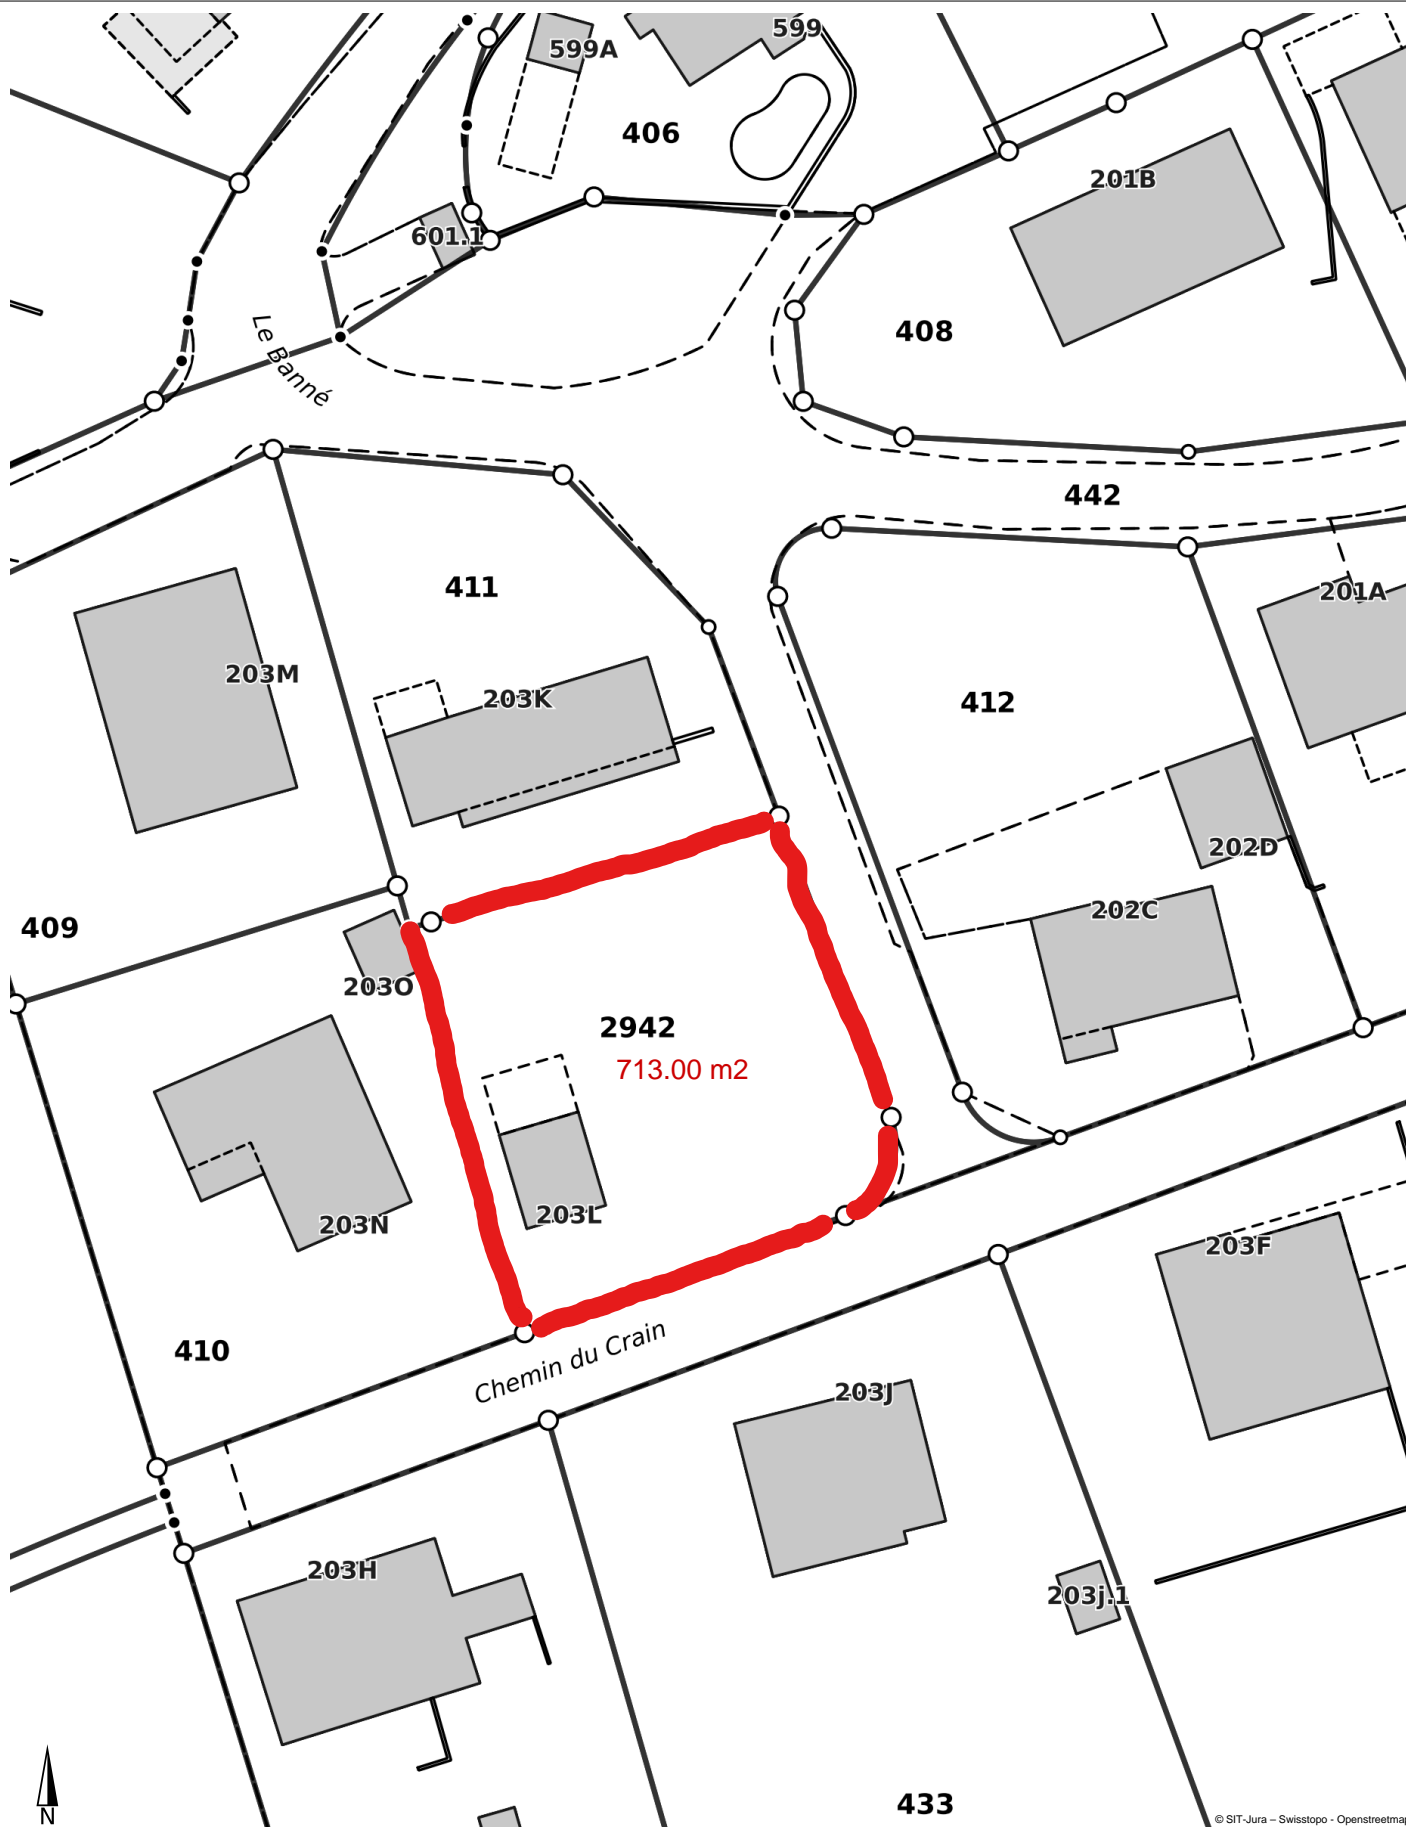 599
599A
406
201B
601.1
408
Le Banné
442
411
201A
203M
203K
412
202D
202C
409
203O
2942
713.00 m2
203L
203N
203F
410
Chemin du Crain
203J
203H
203j.1
433
N
© SIT-Jura – Swisstopo - Openstreetma